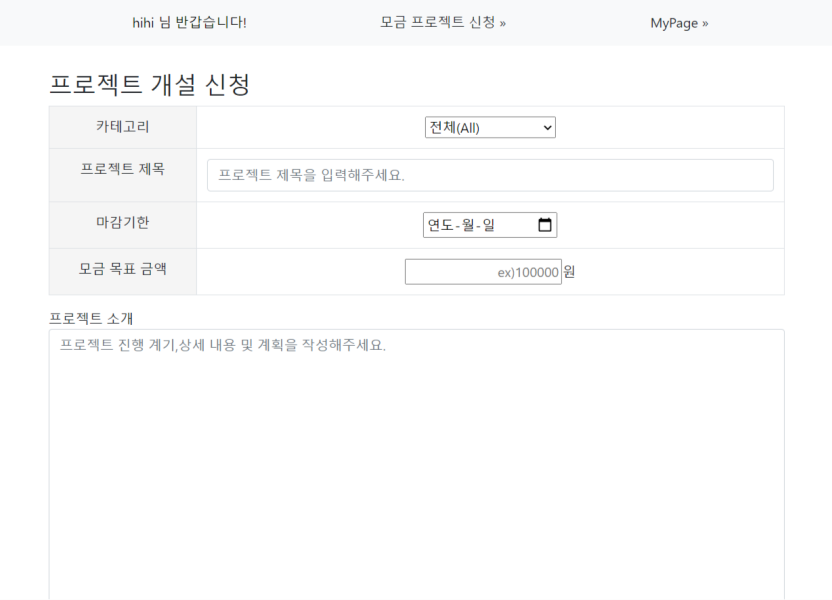 hihi 님 반갑습니다! 모금 프로젝트 신청 » MyPage »
프로젝트 개설 신청
카테고리 전체(All)
프로젝트 제목 프로젝트 제목을 입력해주세요.
마감기한 연도-월-일
모금 목표 금액 ex)100000 원
프로젝트 소개
프로젝트 진행 계기,상세 내용 및 계획을 작성해주세요.